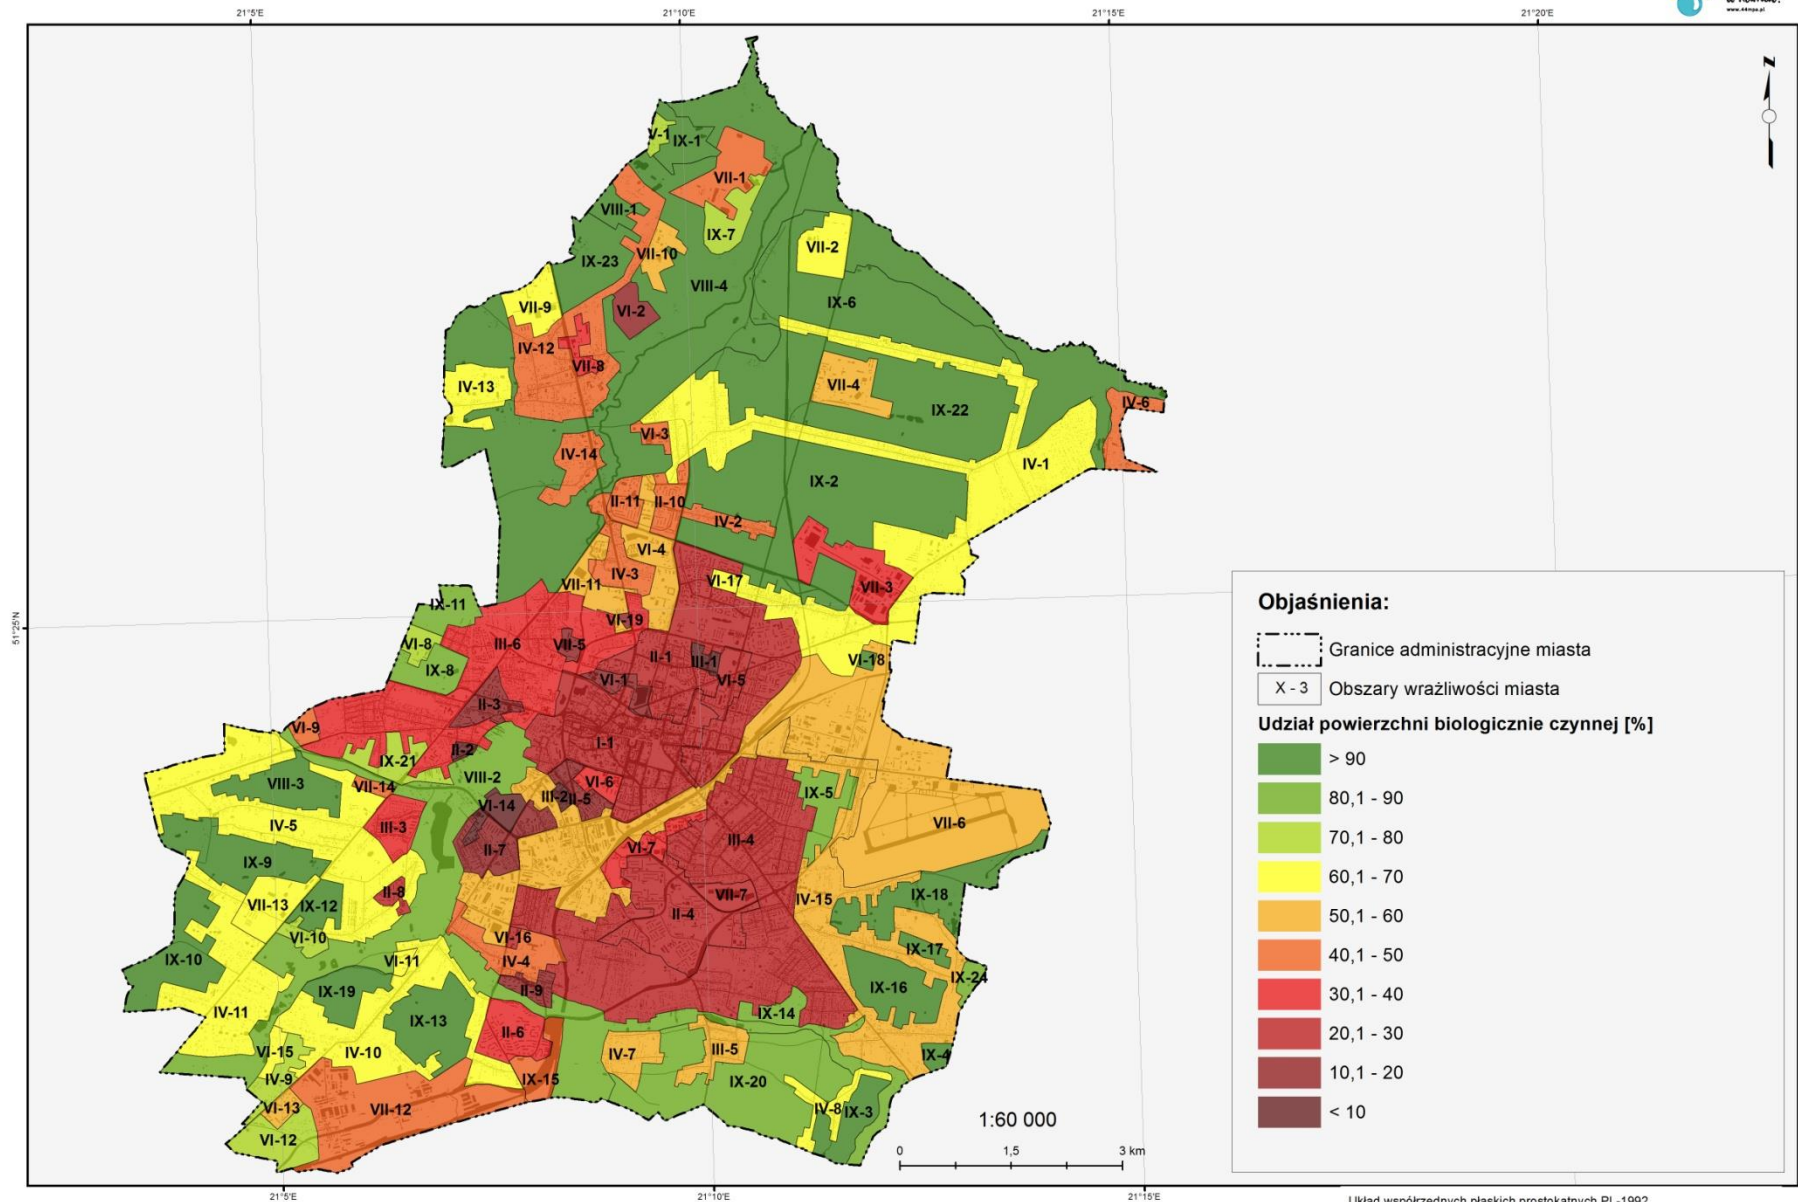 www.44mpa.pl
21°5'E
21°10'E
21°15'E
21°20'E
N
V-1
IX-1
VII-1
VIII-1
IX-7
VII-2
VII-10
IX-23
VIII-4
IX-6
VII-9
VI-2
IV-12
VII-8
IV-13
VII-4
IX-22
IV-6
VI-3
IV-14
IV-1
IX-2
II-11
II-10
IV-2
VI-4
IV-3
VII-11
VI-17
VII-3
IX-11
51°25'N
VI-19
VI-8
III-6
VII-5
IX-8
II-1
III-1
VI-18
VI-1
VI-5
II-3
VI-9
I-1
II-2
IX-21
VIII-2
VIII-3
VII-14
VI-6
III-2
II-5
VI-14
IX-5
IV-5
III-3
VII-6
III-4
VI-7
II-7
IX-9
II-8
VII-7
IX-18
IV-15
VII-13
IX-12
II-4
VI-10
VI-16
IX-17
IX-10
VI-11
IV-4
IX-24
IX-19
II-9
IX-16
IV-11
IX-13
IX-14
II-6
VI-15
IV-10
IV-7
III-5
IX-4
IV-9
IX-15
IX-20
VI-13
VII-12
IV-8
IX-3
VI-12
1:60 000
0
1,5
3 km
Objaśnienia:
Granice administracyjne miasta
X - 3
Obszary wrażliwości miasta
Udział powierzchni biologicznie czynnej [%]
> 90
80,1 - 90
70,1 - 80
60,1 - 70
50,1 - 60
40,1 - 50
30,1 - 40
20,1 - 30
10,1 - 20
< 10
21°5'E
21°10'E
21°15'E
Układ współrzędnych płaskich prostokątnych PL-1992